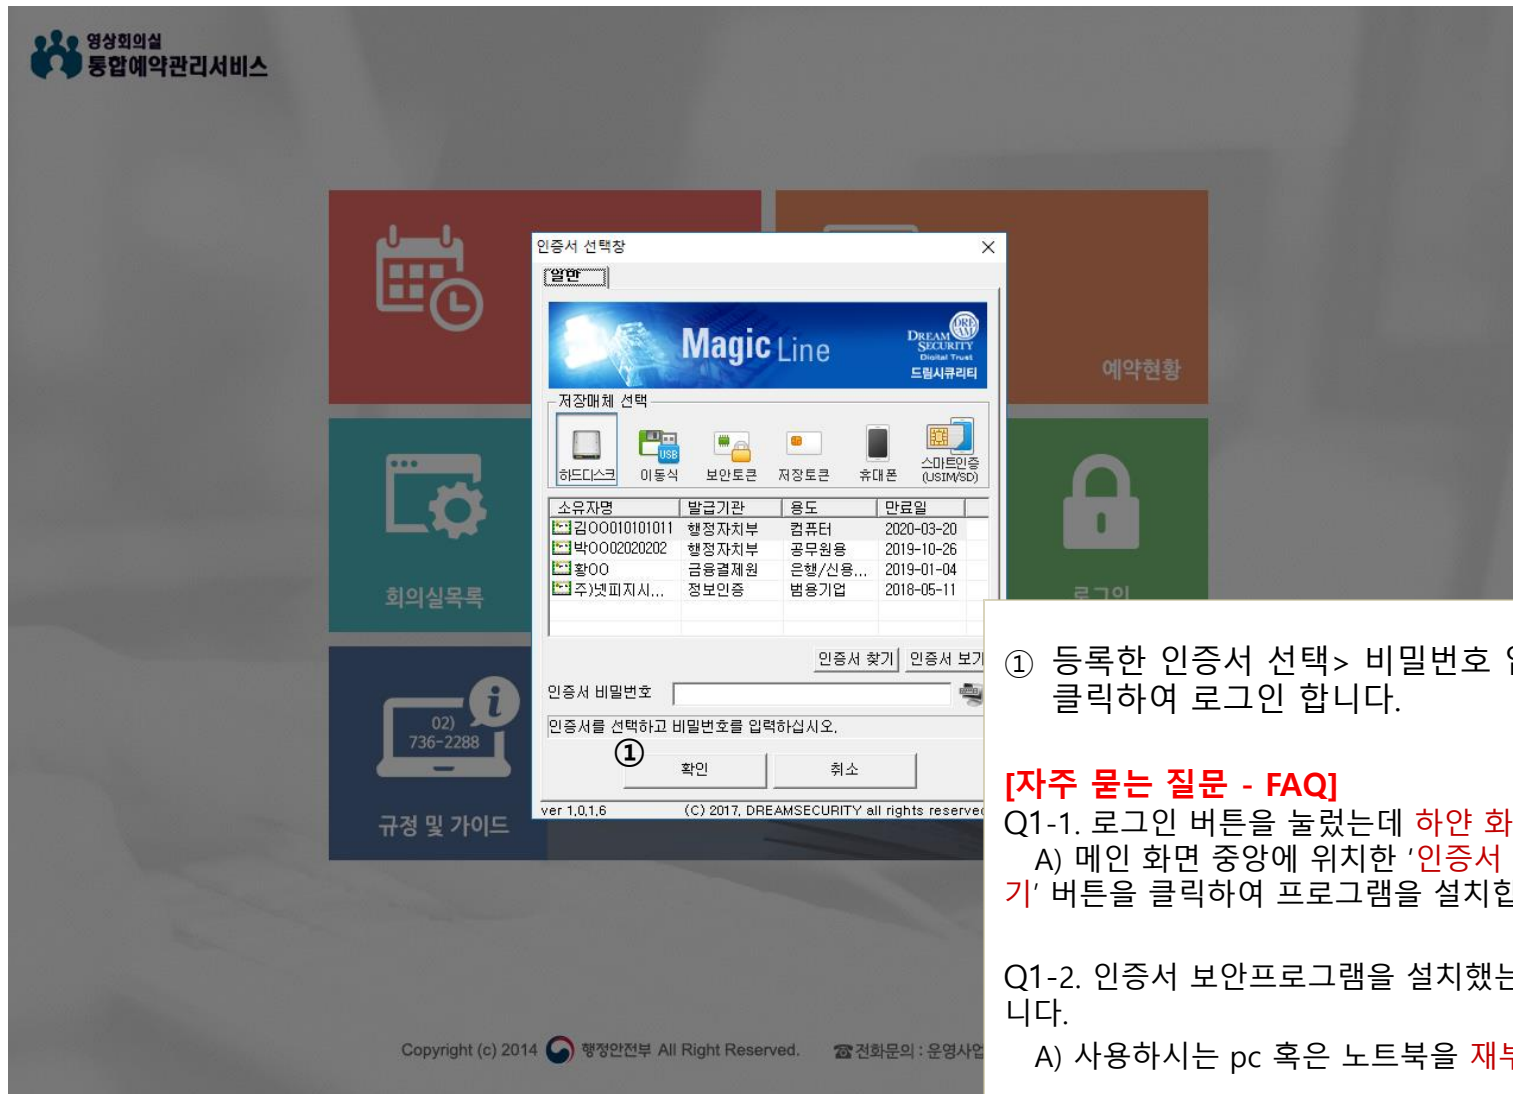 영상회의실
통합예약관리서비스
예약현황
회의실목록
로그인
02)
736-2288
규정 및 가이드
인증서 선택창
일반
Magic Line
DREAM
SECURITY
Digital Trust
드림시큐리티
저장매체 선택
USB
하드디스크 이동식 보안토큰 저장토큰 휴대폰 스마트인증
(USIM/SD)
소유자명 발급기관 용도 만료일
김OO010101011 행정자치부 컴퓨터 2020-03-20
박OO02020202 행정자치부 공무원용 2019-10-26
황OO 금융결제원 은행/신용... 2019-01-04
주)넷피지시... 정보인증 범용기업 2018-05-11
인증서 찾기 인증서 보기
인증서 비밀번호
인증서를 선택하고 비밀번호를 입력하십시오.
①
확인 취소
ver 1,0,1,6 (C) 2017, DREAMSECURITY all rights reserved
① 등록한 인증서 선택> 비밀번호
클릭하여 로그인 합니다.
[자주 묻는 질문 - FAQ]
Q1-1. 로그인 버튼을 눌렀는데 하얀 화
A) 메인 화면 중앙에 위치한 ‘인증서
기’ 버튼을 클릭하여 프로그램을 설치합
Q1-2. 인증서 보안프로그램을 설치했는
니다.
A) 사용하시는 pc 혹은 노트북을 재부
Copyright (c) 2014 행정안전부 All Right Reserved. ☎전화문의 : 운영사업